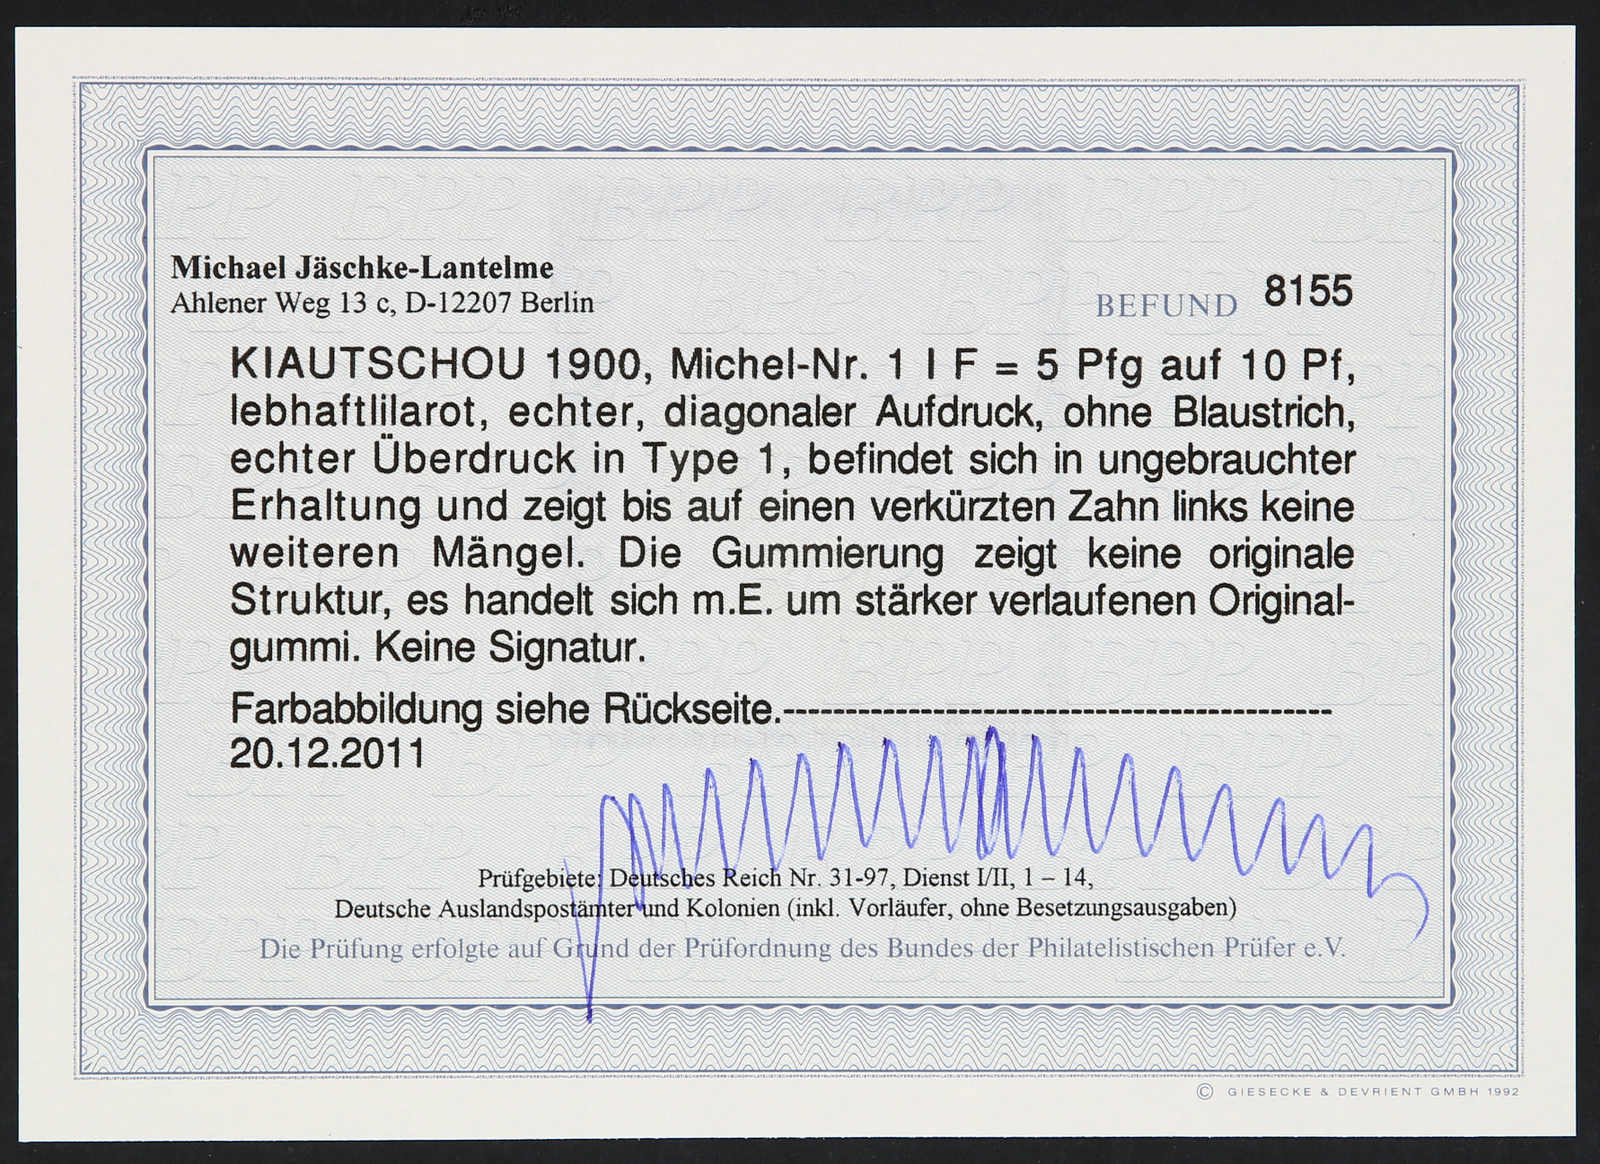 Michael Jäschke-Lantelme
Ahlener Weg 13 c, D-12207 Berlin
BEFUND 8155
KIAUTSCHOU 1900, Michel-Nr. 1 I F = 5 Pfg auf 10 Pf,
lebhaftlilarot, echter, diagonaler Aufdruck, ohne Blaustrich,
echter Überdruck in Type 1, befindet sich in ungebrauchter
Erhaltung und zeigt bis auf einen verkürzten Zahn links keine
weiteren Mängel. Die Gummierung zeigt keine originale
Struktur, es handelt sich m.E. um stärker verlaufenen Original-
gummi. Keine Signatur.
Farbabbildung siehe Rückseite.--------------------------------------------
20.12.2011
Prüfgebiete: Deutsches Reich Nr. 31-97, Dienst I/II, 1 – 14,
Deutsche Auslandspostämter und Kolonien (inkl. Vorläufer, ohne Besetzungsausgaben)
Die Prüfung erfolgte auf Grund der Prüfordnung des Bundes der Philatelistischen Prüfer e.V.
© GIESECKE & DEVRIENT GMBH 1992